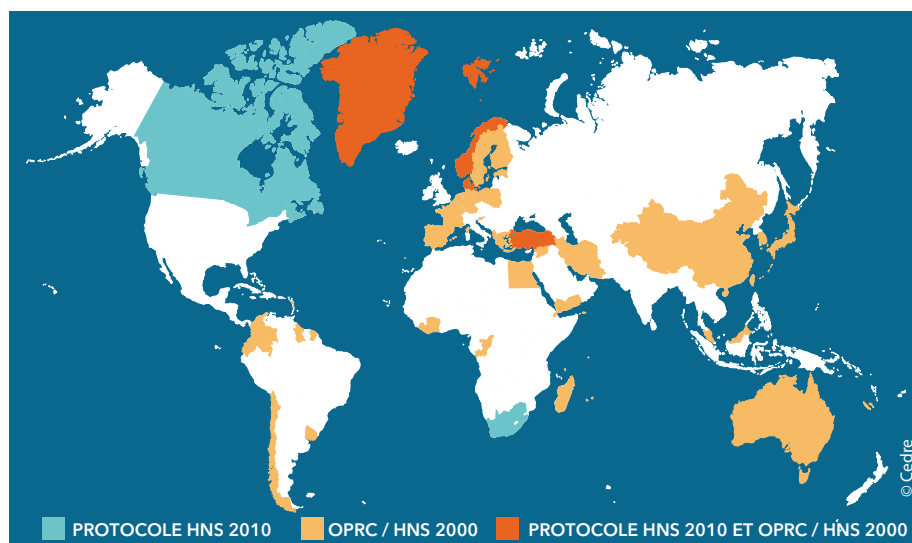 © Cedre
PROTOCOLE HNS 2010
OPRC / HNS 2000
PROTOCOLE HNS 2010 ET OPRC / HNS 2000